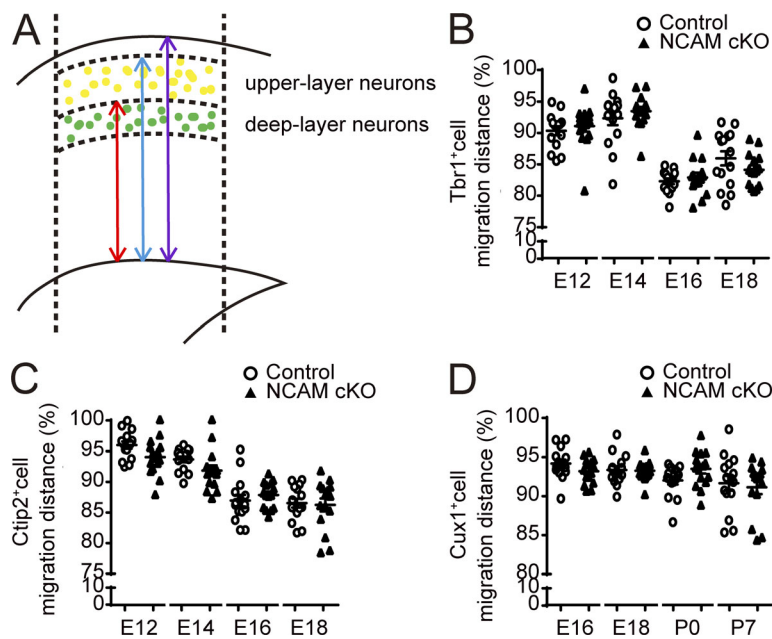 A
upper-layer neurons
deep-layer neurons
B
Control
NCAM cKO
Tbr1+cell
migration distance (%)
100
95
90
85
80
75
10
0
E12 E14 E16 E18
C
Control
NCAM cKO
Ctip2+cell
migration distance (%)
100
95
90
85
80
75
10
0
E12 E14 E16 E18
D
Control
NCAM cKO
Cux1+cell
migration distance (%)
100
95
90
85
80
10
0
E16 E18 P0 P7